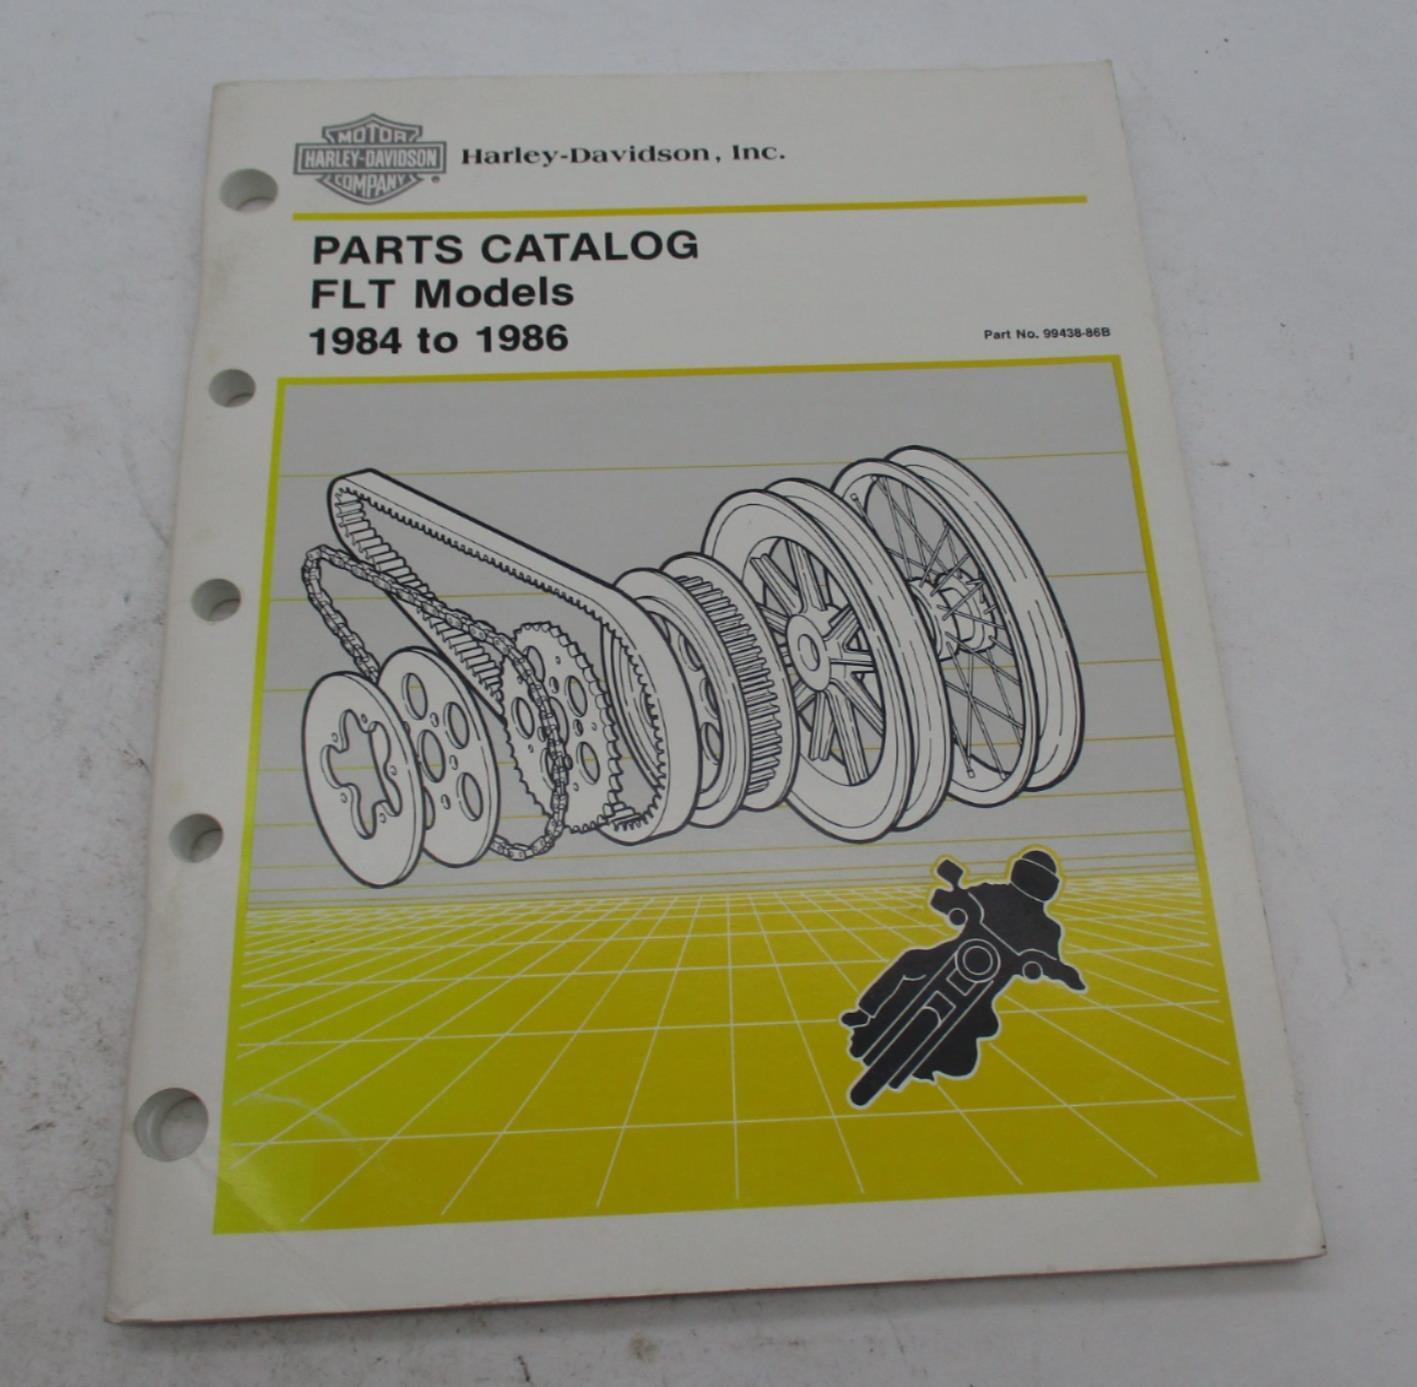 MOTOR
HARLEY-DAVIDSON
COMPANY
®
Harley-Davidson, Inc.
PARTS CATALOG
FLT Models
1984 to 1986
Part No. 99438-86B